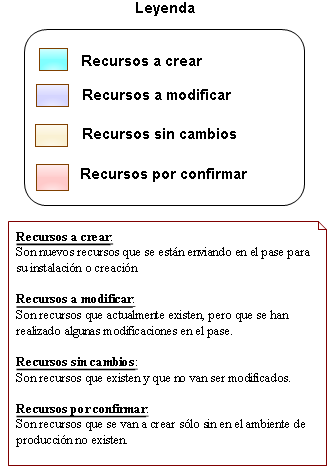 Leyenda
Recursos a crear
Recursos a modificar
Recursos sin cambios
Recursos por confirmar
Recursos a crear:
Son nuevos recursos que se están enviando en el pase para
su instalación o creación
Recursos a modificar:
Son recursos que actualmente existen, pero que se han
realizado algunas modificaciones en el pase.
Recursos sin cambios:
Son recursos que existen y que no van ser modificados.
Recursos por confirmar:
Son recursos que se van a crear sólo sin en el ambiente de
producción no existen.